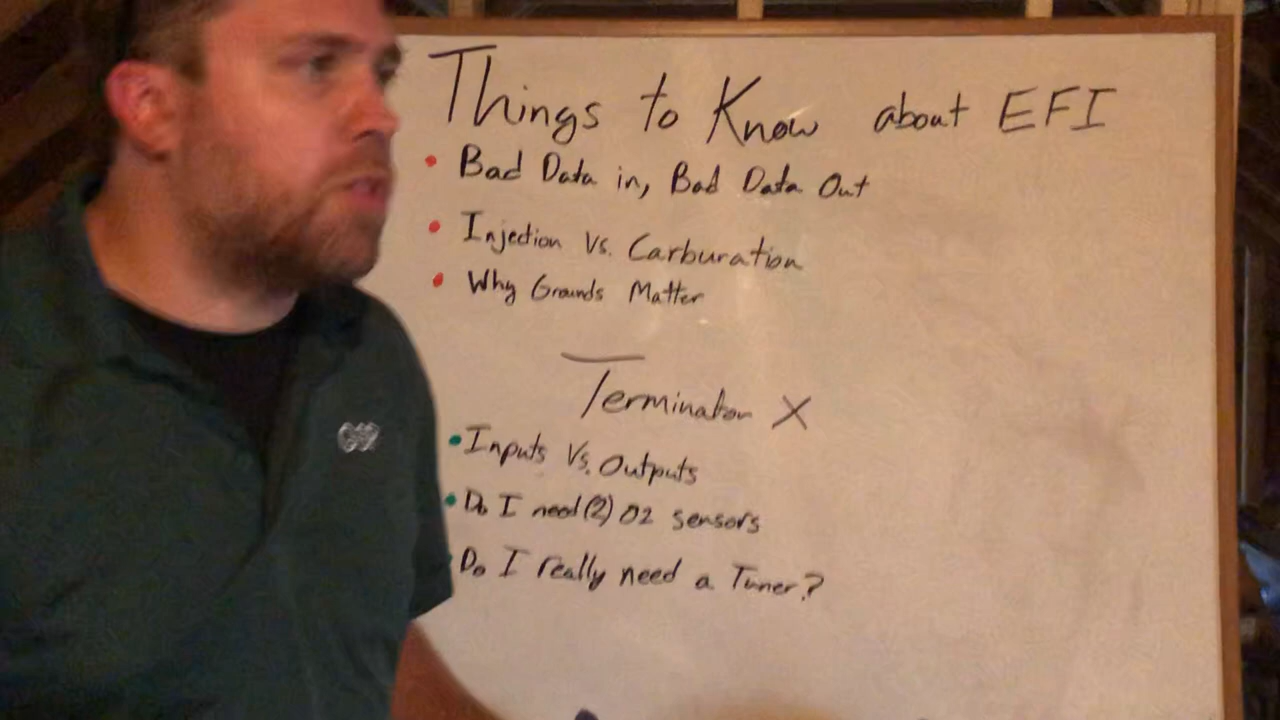 Things to Know about EFI
• Bad Data in, Bad Data Out
• Injection Vs. Carburation
• Why Grounds Matter
Terminator X
• Inputs Vs. Outputs
• Do I need (2) O2 sensors
Do I really need a Tuner?